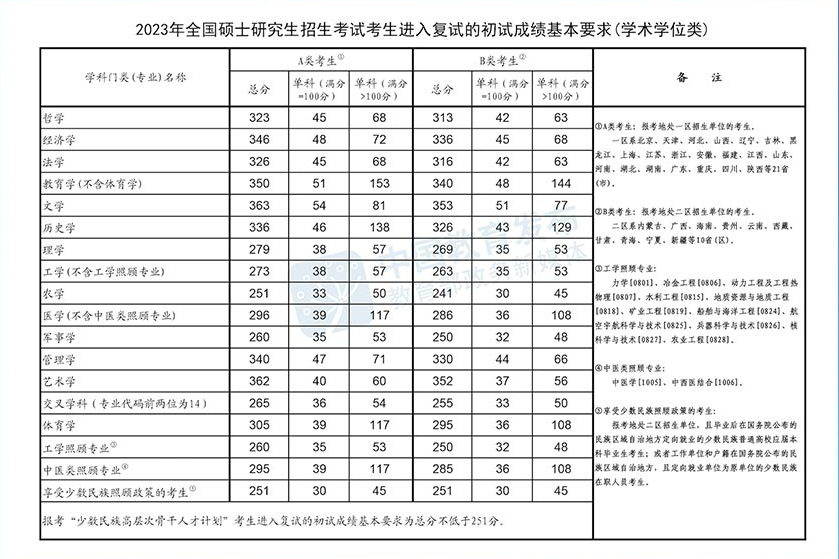 2023年全国硕士研究生招生考试考生进入复试的初试成绩基本要求(学术学位类)
学科门类(专业)名称 A类考生① B类考生② 备 注
总分 单科（满分=100分） 单科（满分>100分） 总分 单科（满分=100分） 单科（满分>100分）
哲学 323 45 68 313 42 63
经济学 346 48 72 336 45 68
法学 326 45 68 316 42 63
教育学(不含体育学) 350 51 153 340 48 144
文学 363 54 81 353 51 77
历史学 336 46 138 326 43 129
理学 279 38 57 269 35 53
工学(不含工学照顾专业) 273 38 57 263 35 53
农学 251 33 50 241 30 45
医学(不含中医类照顾专业) 296 39 117 286 36 108
军事学 260 35 53 250 32 48
管理学 340 47 71 330 44 66
艺术学 362 40 60 352 37 56
交叉学科（专业代码前两位为14） 265 36 54 255 33 50
体育学 305 39 117 295 36 108
工学照顾专业③ 260 35 53 250 32 48
中医类照顾专业④ 295 39 117 285 36 108
享受少数民族照顾政策的考生⑤ 251 30 45 251 30 45
报考“少数民族高层次骨干人才计划”考生进入复试的初试成绩基本要求为总分不低于251分。
①A类考生：报考地处一区招生单位的考生。
一区系北京、天津、河北、山西、辽宁、吉林、黑
龙江、上海、江苏、浙江、安徽、福建、江西、山东、
河南、湖北、湖南、广东、重庆、四川、陕西等21省
(市)。
②B类考生：报考地处二区招生单位的考生。
二区系内蒙古、广西、海南、贵州、云南、西藏、
甘肃、青海、宁夏、新疆等10省(区)。
③工学照顾专业：
力学[0801]、冶金工程[0806]、动力工程及工程热
物理[0807]、水利工程[0815]、地质资源与地质工程
[0818]、矿业工程[0819]、船舶与海洋工程[0824]、航
空宇航科学与技术[0825]、兵器科学与技术[0826]、核
科学与技术[0827]、农业工程[0828]。
④中医类照顾专业：
中医学[1005]、中西医结合[1006]。
⑤享受少数民族照顾政策的考生：
报考地处二区招生单位，且毕业后在国务院公布的
民族区域自治地方定向就业的少数民族普通高校应届本
科毕业生考生；或者工作单位和户籍在国务院公布的民
族区域自治地方，且定向就业单位为原单位的少数民族
在职人员考生。
中国教育发布
教育部政务新媒体